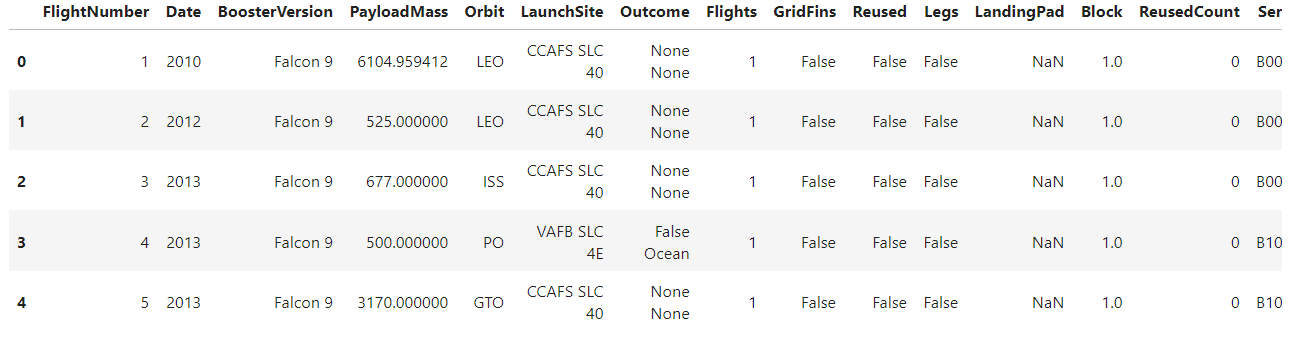 FlightNumber Date BoosterVersion PayloadMass Orbit LaunchSite Outcome Flights GridFins Reused Legs LandingPad Block ReusedCount Ser
0 1 2010 Falcon 9 6104.959412 LEO CCAFS SLC 40 None None 1 False False False NaN 1.0 0 B00
1 2 2012 Falcon 9 525.000000 LEO CCAFS SLC 40 None None 1 False False False NaN 1.0 0 B00
2 3 2013 Falcon 9 677.000000 ISS CCAFS SLC 40 None None 1 False False False NaN 1.0 0 B00
3 4 2013 Falcon 9 500.000000 PO VAFB SLC 4E False Ocean 1 False False False NaN 1.0 0 B10
4 5 2013 Falcon 9 3170.000000 GTO CCAFS SLC 40 None None 1 False False False NaN 1.0 0 B10